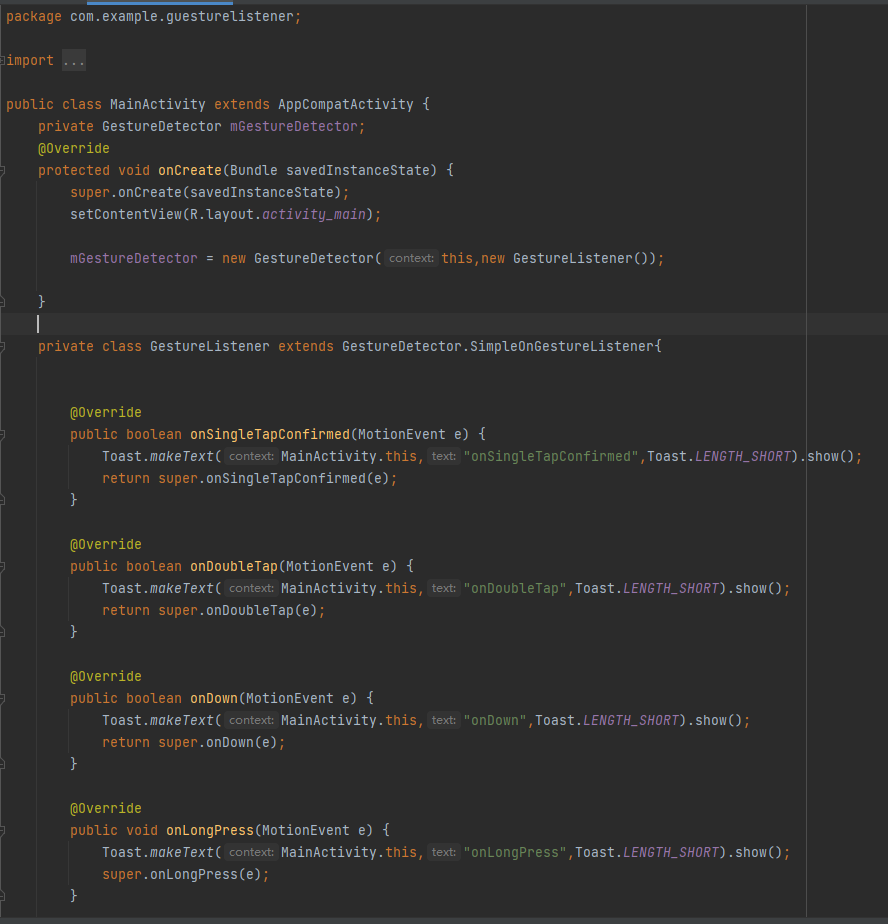 package com.example.guesturelistener;
import ...
public class MainActivity extends AppCompatActivity {
private GestureDetector mGestureDetector;
@Override
protected void onCreate(Bundle savedInstanceState) {
super.onCreate(savedInstanceState);
setContentView(R.layout.activity_main);
mGestureDetector = new GestureDetector( context: this,new GestureListener());
}
private class GestureListener extends GestureDetector.SimpleOnGestureListener{
@Override
public boolean onSingleTapConfirmed(MotionEvent e) {
Toast.makeText( context: MainActivity.this, text: "onSingleTapConfirmed",Toast.LENGTH_SHORT).show();
return super.onSingleTapConfirmed(e);
}
@Override
public boolean onDoubleTap(MotionEvent e) {
Toast.makeText( context: MainActivity.this, text: "onDoubleTap",Toast.LENGTH_SHORT).show();
return super.onDoubleTap(e);
}
@Override
public boolean onDown(MotionEvent e) {
Toast.makeText( context: MainActivity.this, text: "onDown",Toast.LENGTH_SHORT).show();
return super.onDown(e);
}
@Override
public void onLongPress(MotionEvent e) {
Toast.makeText( context: MainActivity.this, text: "onLongPress",Toast.LENGTH_SHORT).show();
super.onLongPress(e);
}